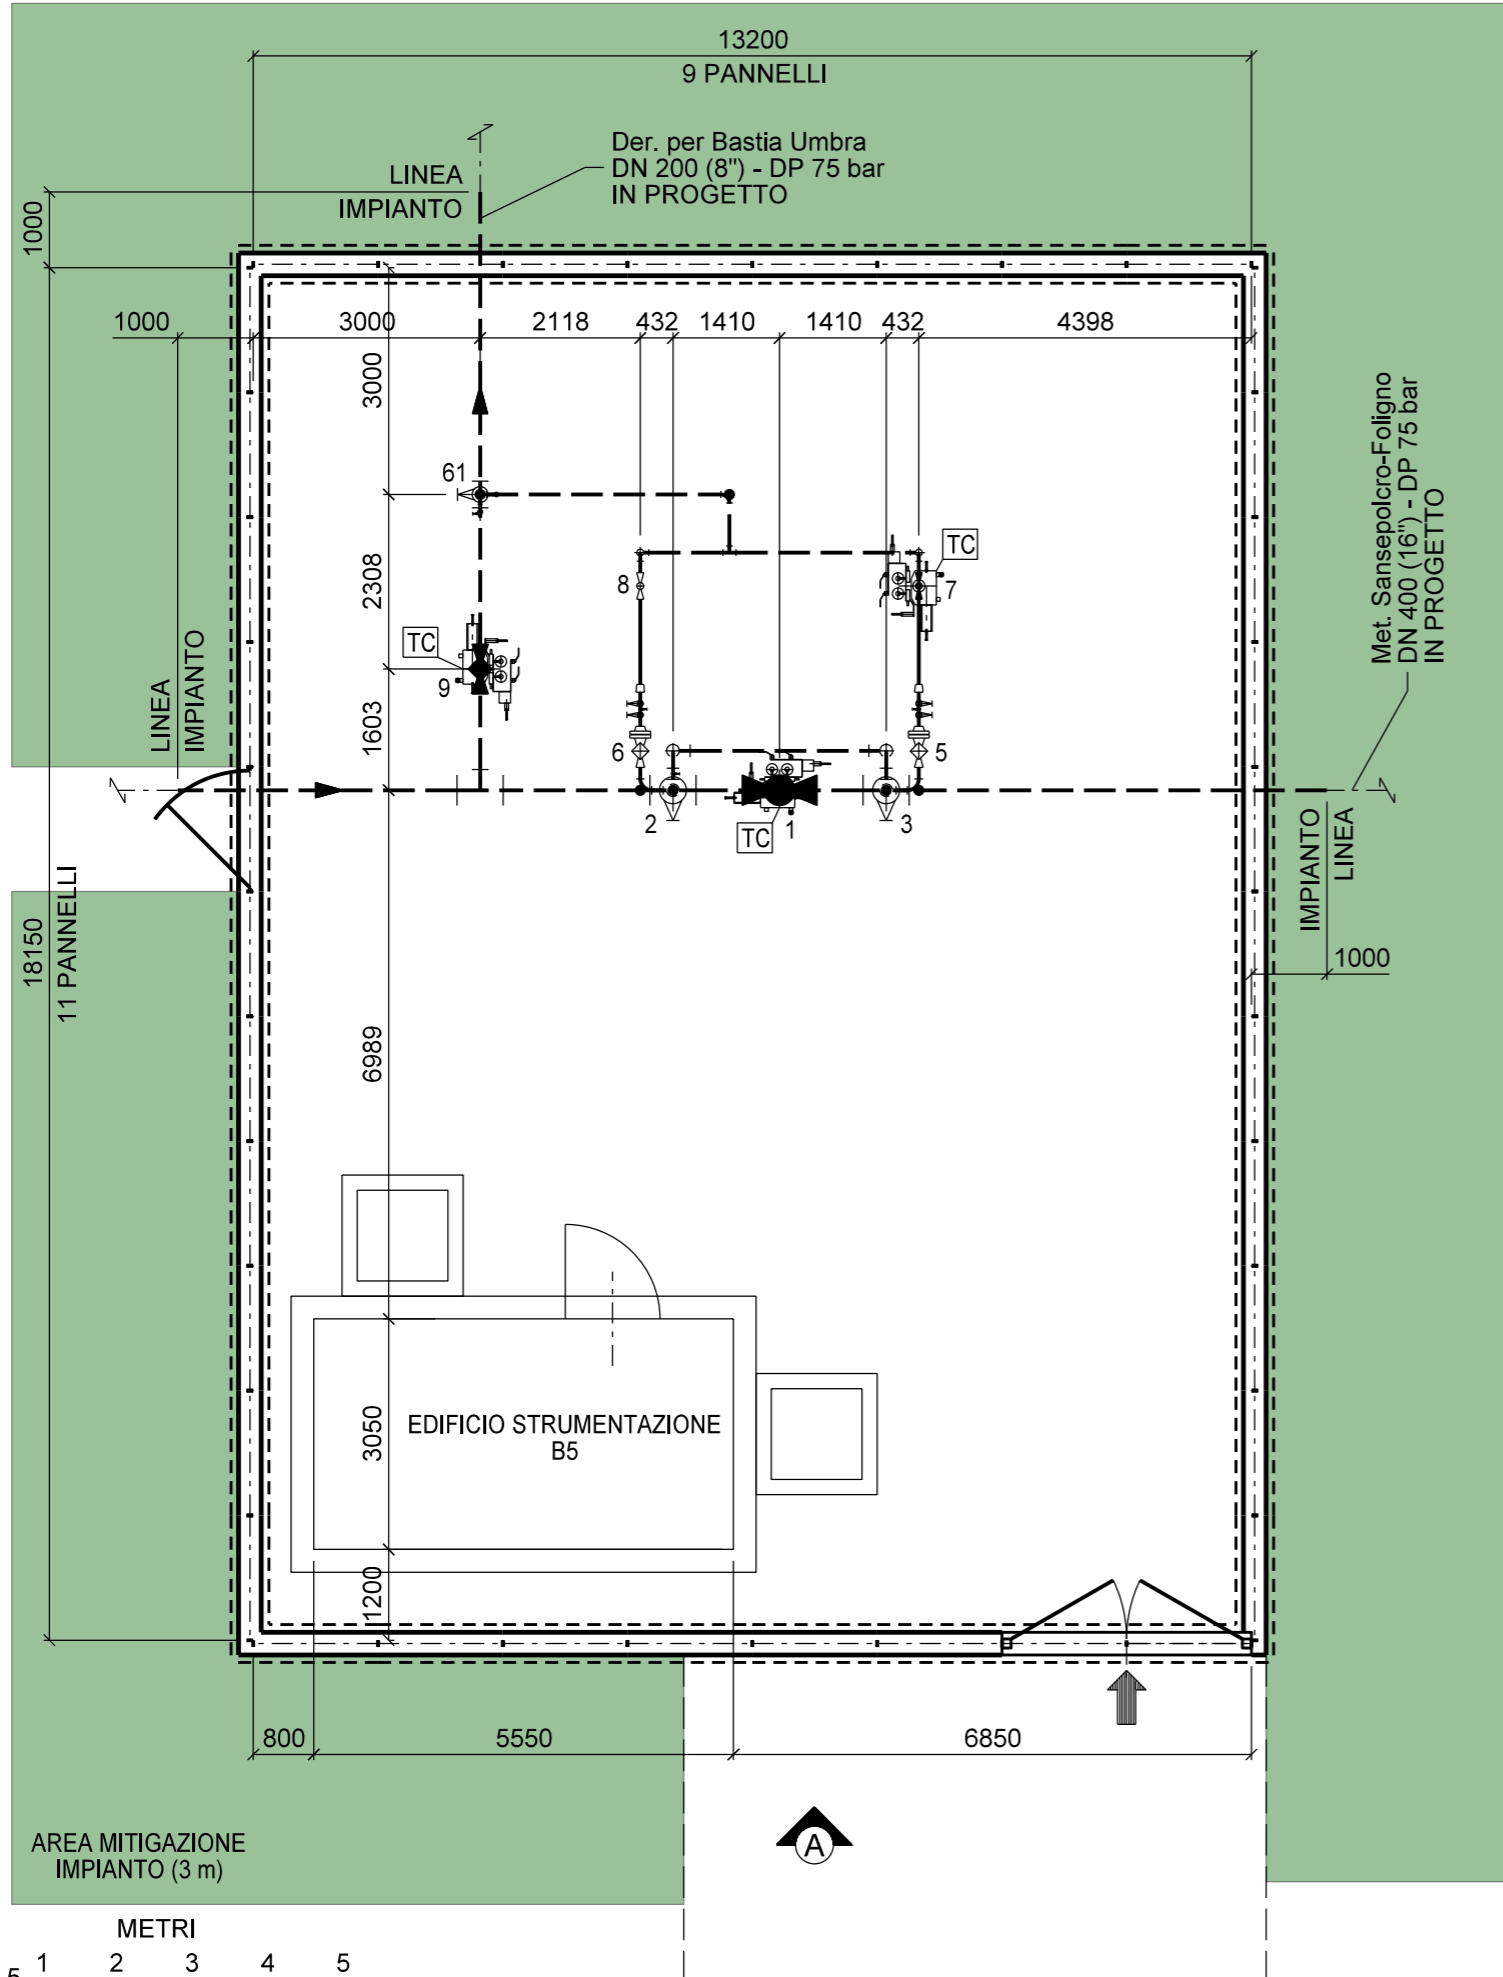 13200
9 PANNELLI
Der. per Bastia Umbra
DN 200 (8") - DP 75 bar
IN PROGETTO
LINEA
IMPIANTO
1000
1000
3000
2118
432
1410
1410
432
4398
3000
61
2308
8
TC
7
TC
9
LINEA
IMPIANTO
1603
6
5
2
TC
1
3
Met. Sansepolcro-Foligno
DN 400 (16") - DP 75 bar
IN PROGETTO
IMPIANTO
LINEA
1000
18150
11 PANNELLI
6989
3050
EDIFICIO STRUMENTAZIONE
B5
1200
800
5550
6850
A
AREA MITIGAZIONE
IMPIANTO (3 m)
METRI
1 2 3 4 5
5